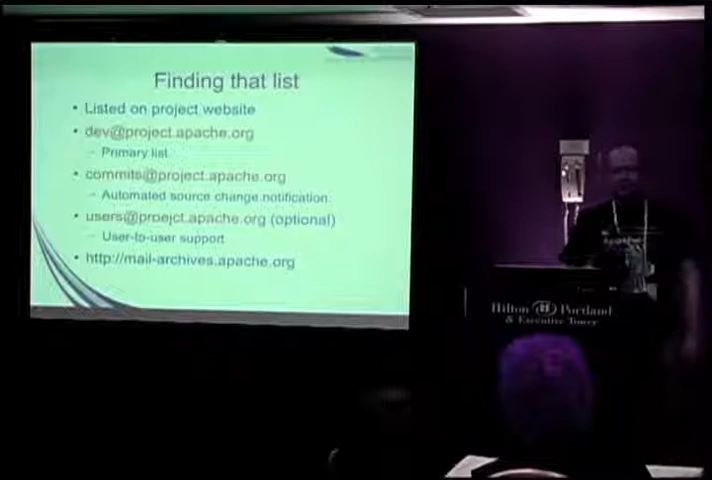 Finding that list
• Listed on project website
• dev@project.apache.org
– Primary list
• commits@project.apache.org
– Automated source change notification
• users@proejct.apache.org (optional)
– User-to-user support
• http://mail-archives.apache.org
Hilton Portland
& Executive Tower